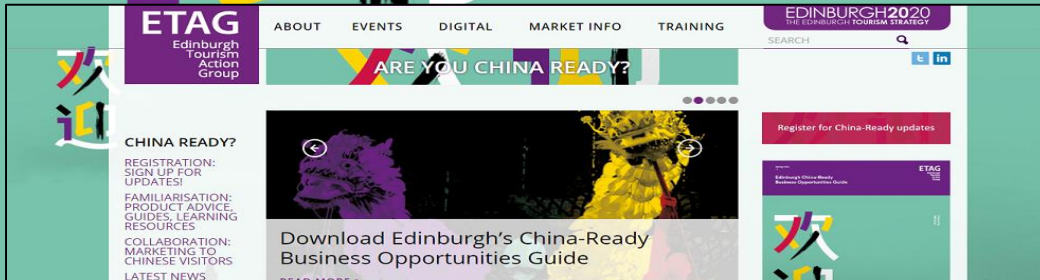 ETAG
Edinburgh
Tourism
Action
Group
ABOUT EVENTS DIGITAL MARKET INFO TRAINING
EDINBURGH2020
THE EDINBURGH TOURISM STRATEGY
SEARCH
欢
迎
ARE YOU CHINA READY?
CHINA READY?
REGISTRATION:
SIGN UP FOR
UPDATES!
FAMILIARISATION:
PRODUCT ADVICE,
GUIDES, LEARNING
RESOURCES
COLLABORATION:
MARKETING TO
CHINESE VISITORS
LATEST NEWS
Download Edinburgh's China-Ready
Business Opportunities Guide
READ MORE
Register for China-Ready updates
ETAG
Edinburgh China-Ready
Business Opportunities Guide
欢